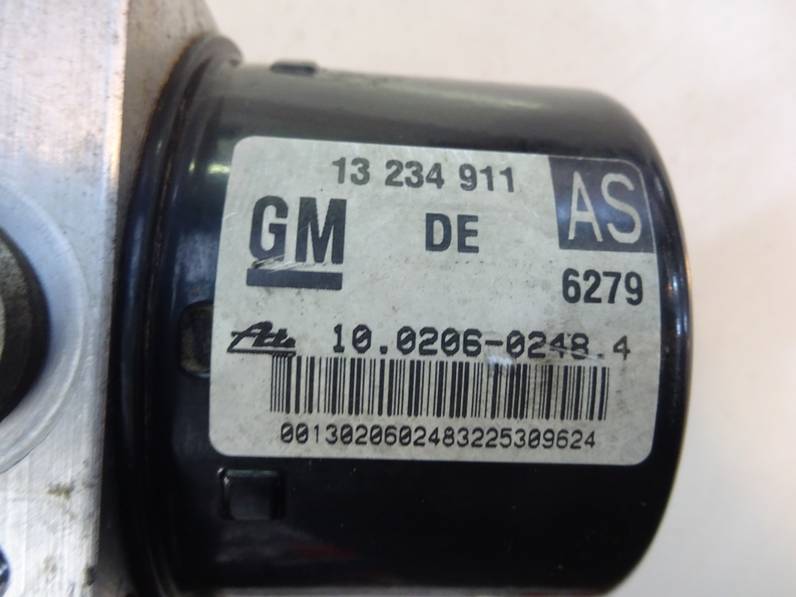 13 234 911
AS
GM DE
6279
Ate 10.0206-0248.4
0013020602483225309624